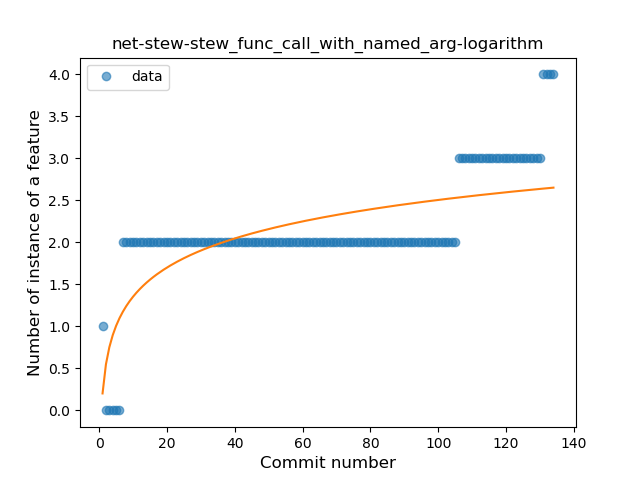 net-stew-stew_func_call_with_named_arg-logarithm
data
Number of instance of a feature
4.0
3.5
3.0
2.5
2.0
1.5
1.0
0.5
0.0
0 20 40 60 80 100 120 140
Commit number